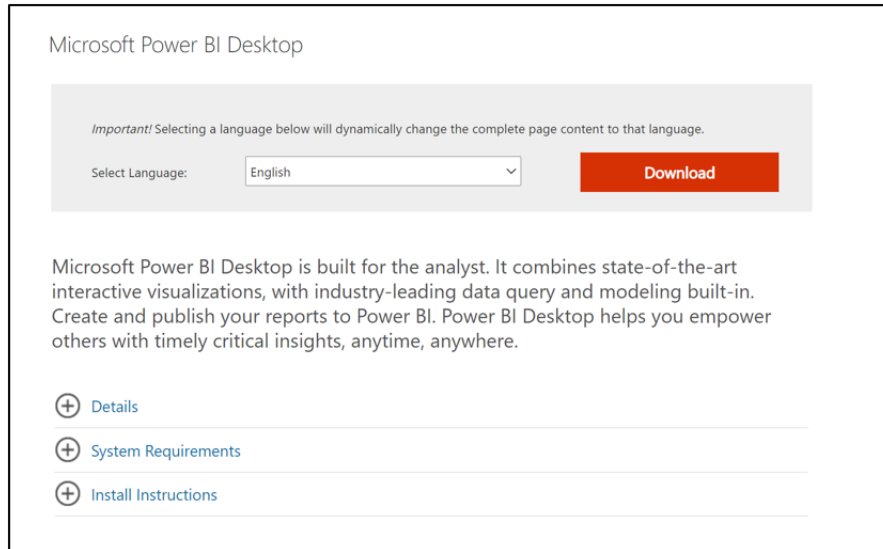 Microsoft Power BI Desktop
Important! Selecting a language below will dynamically change the complete page content to that language.
Select Language:
English
Download
Microsoft Power BI Desktop is built for the analyst. It combines state-of-the-art
interactive visualizations, with industry-leading data query and modeling built-in.
Create and publish your reports to Power BI. Power BI Desktop helps you empower
others with timely critical insights, anytime, anywhere.
Details
System Requirements
Install Instructions